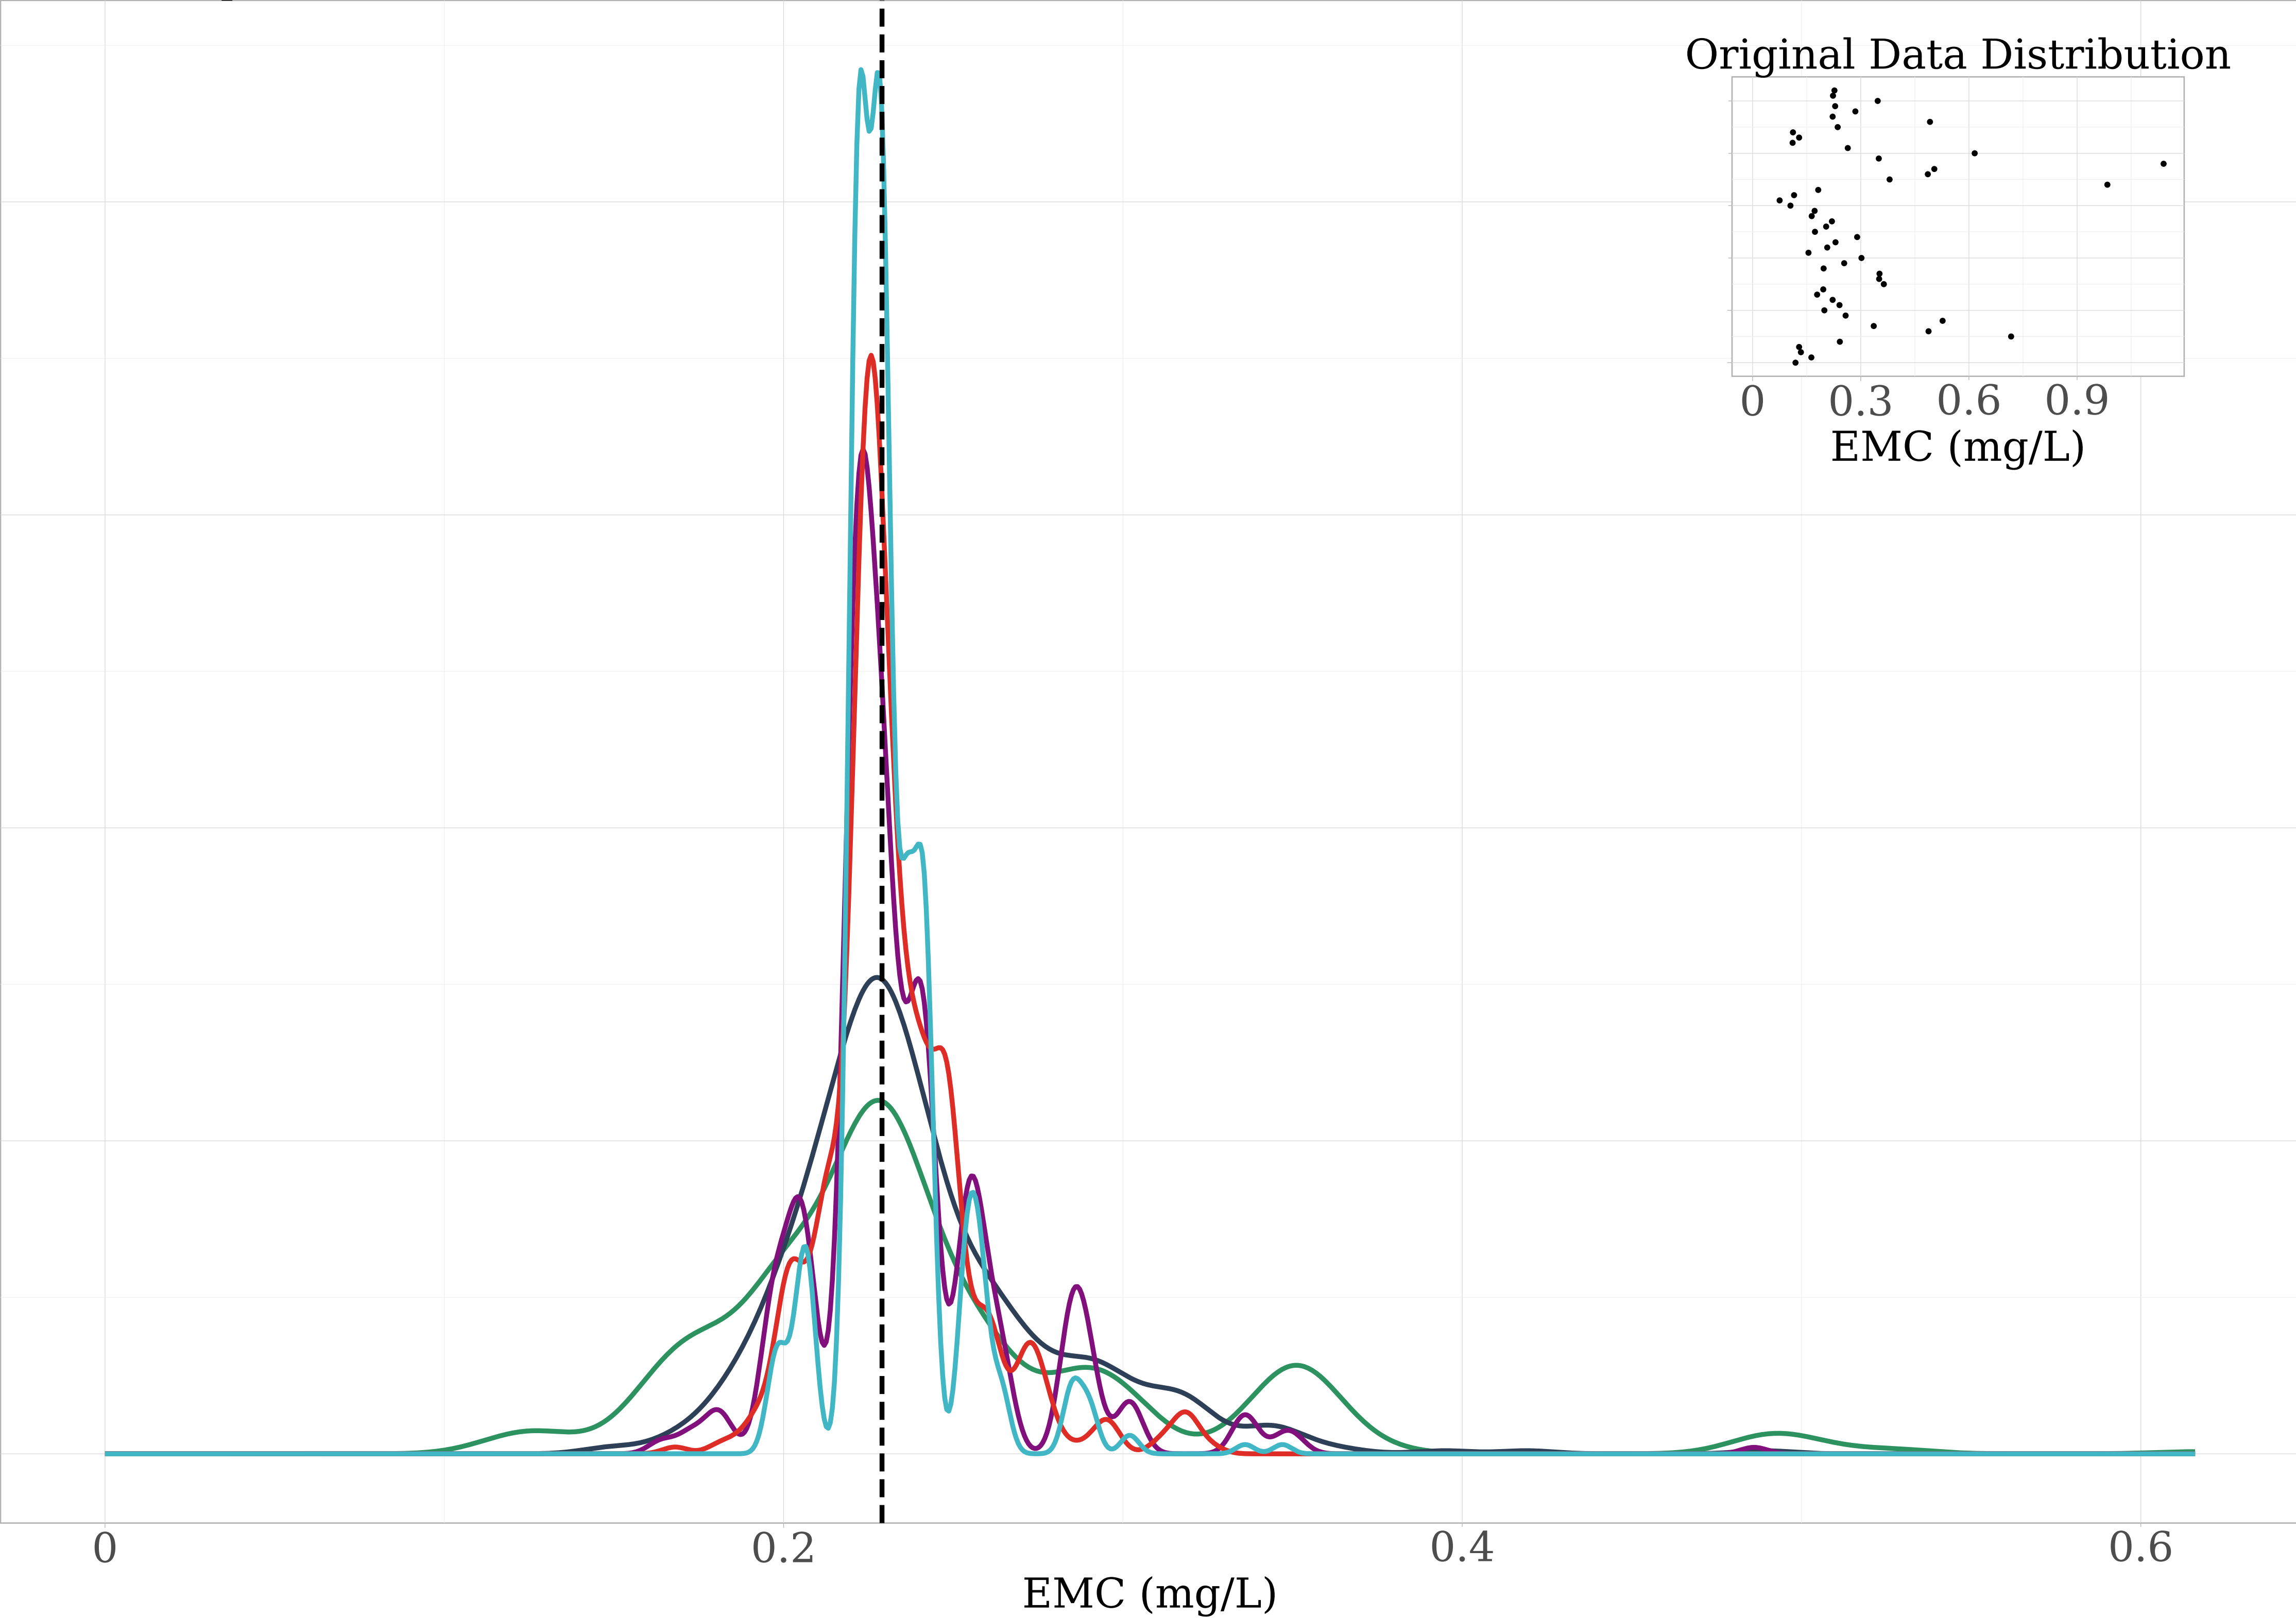 Original Data Distribution
0 0.3 0.6 0.9
EMC (mg/L)
0 0.2 0.4 0.6
EMC (mg/L)